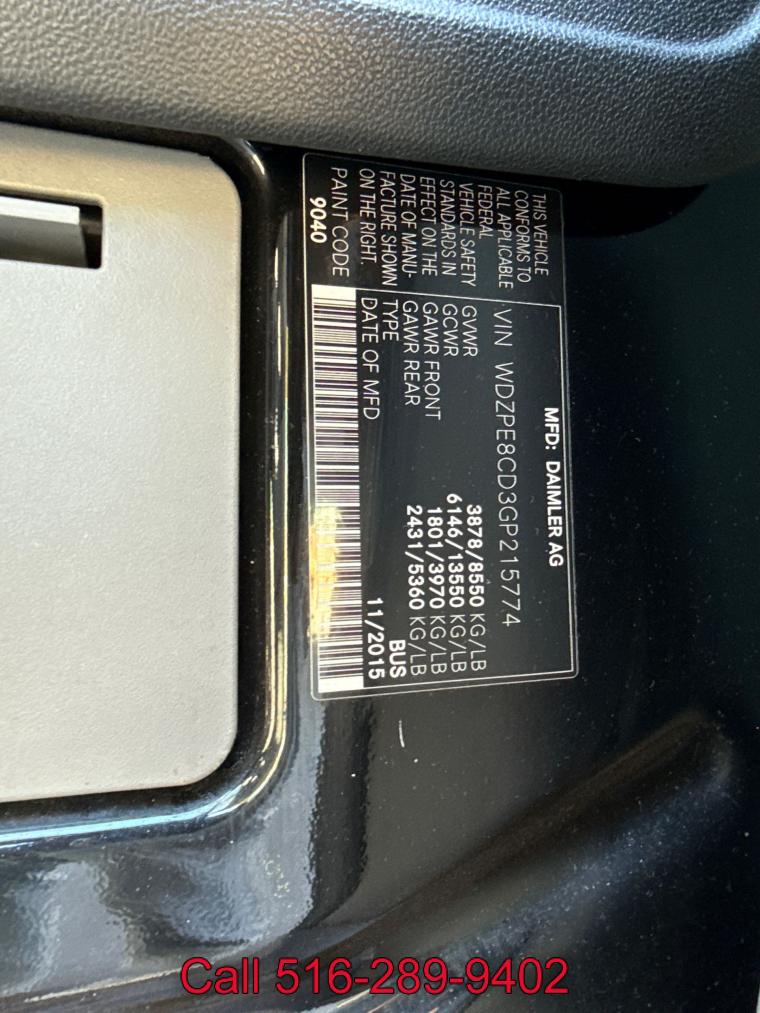 MFD: DAIMLER AG
THIS VEHICLE
CONFORMS TO
ALL APPLICABLE
FEDERAL
VEHICLE SAFETY
STANDARDS IN
EFFECT ON THE
DATE OF MANU-
FACTURE SHOWN
ON THE RIGHT
PAINT CODE
9040
VIN WDZPE8CD3GP215774
GVWR 3878/8550 KG/LB
GCWR 6146/13550 KG/LB
GAWR FRONT 1801/3970 KG/LB
GAWR REAR 2431/5360 KG/LB
TYPE BUS
DATE OF MFD 11/2015
Call 516-289-9402